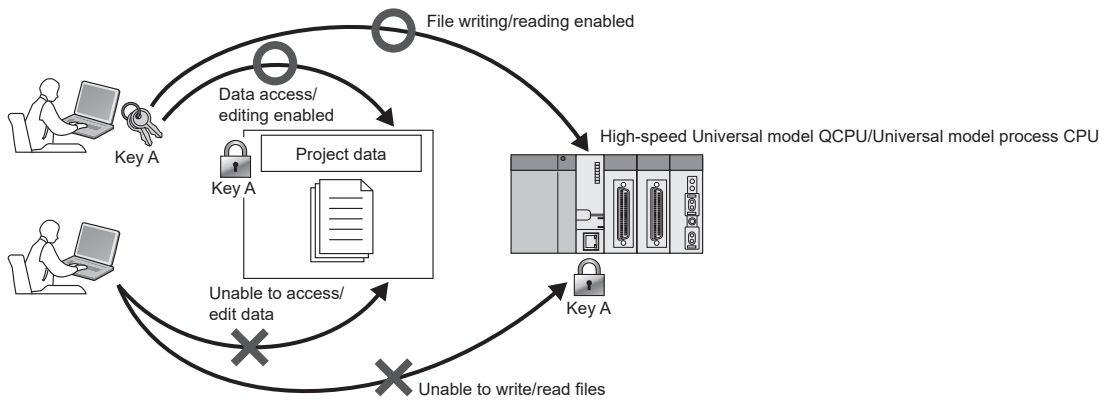 File writing/reading enabled
Data access/
editing enabled
High-speed Universal model QCPU/Universal model process CPU
Key A
Project data
Key A
Unable to access/
edit data
Key A
Unable to write/read files